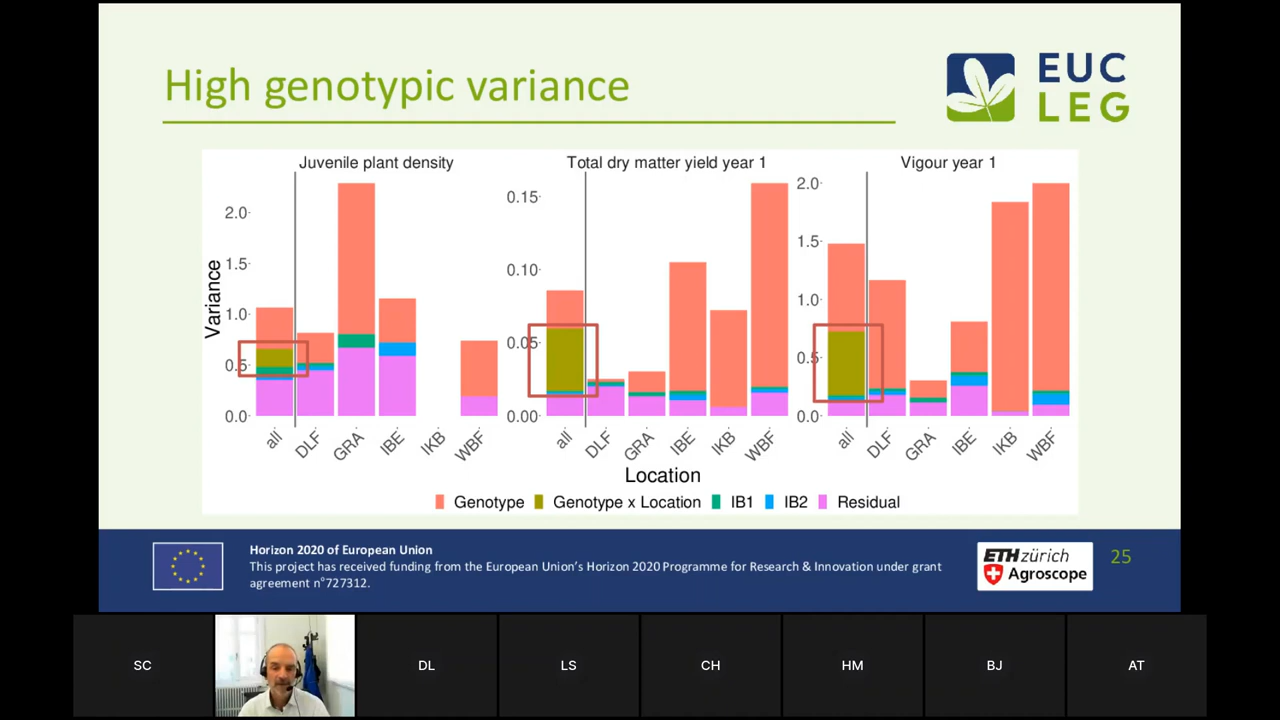 High genotypic variance
EUC
LEG
Juvenile plant density
Total dry matter yield year 1
Vigour year 1
Variance
2.0
1.5
1.0
0.5
0.0
0.15
0.10
0.05
0.00
2.0
1.5
1.0
0.5
0.0
all DLF GRA IBE IKB WBF
all DLF GRA IBE IKB WBF
all DLF GRA IBE IKB WBF
Location
Genotype Genotype x Location IB1 IB2 Residual
Horizon 2020 of European Union
This project has received funding from the European Union's Horizon 2020 Programme for Research & Innovation under grant
agreement n°727312.
ETH zürich
Agroscope
25
SC DL LS CH HM BJ AT